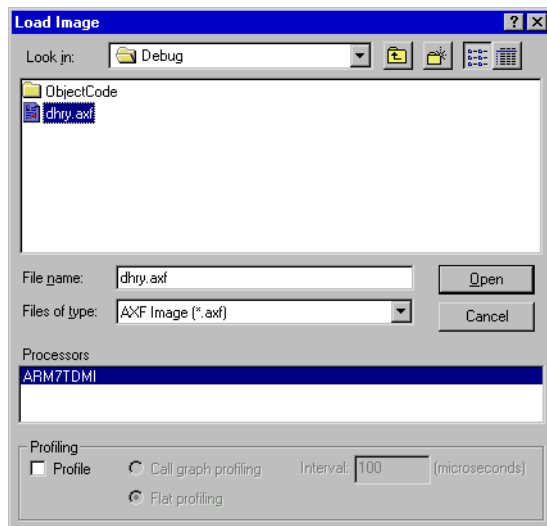 Load Image
Look in: Debug
ObjectCode
dhry.axf
File name: dhry.axf Open
Files of type: AXF Image (*.axf) Cancel
Processors
ARM7TDMI
Profiling
Profile Call graph profiling Interval: 100 (microseconds)
Flat profiling